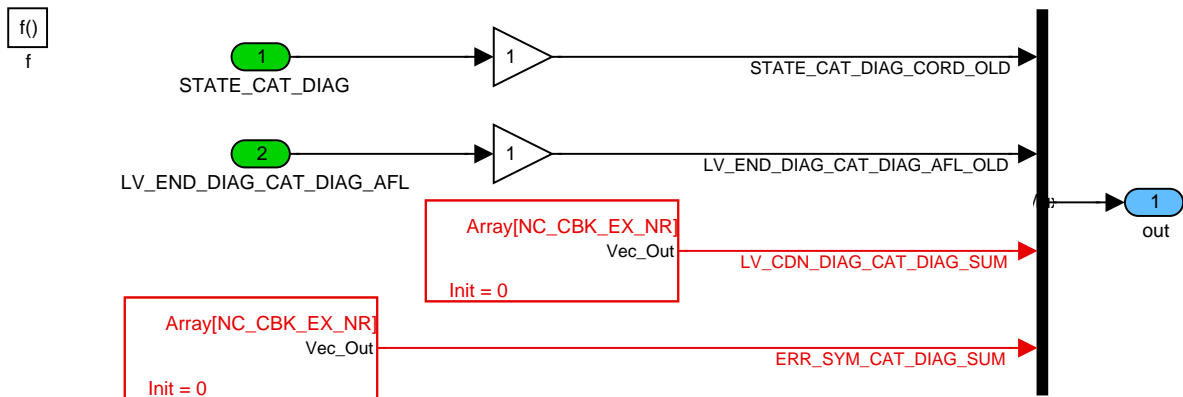 f()
f
1
STATE_CAT_DIAG
1
STATE_CAT_DIAG_CORD_OLD
2
LV_END_DIAG_CAT_DIAG_AFL
1
LV_END_DIAG_CAT_DIAG_AFL_OLD
1
out
Array[NC_CBK_EX_NR]
Vec_Out
Init = 0
LV_CDN_DIAG_CAT_DIAG_SUM
Array[NC_CBK_EX_NR]
Vec_Out
Init = 0
ERR_SYM_CAT_DIAG_SUM